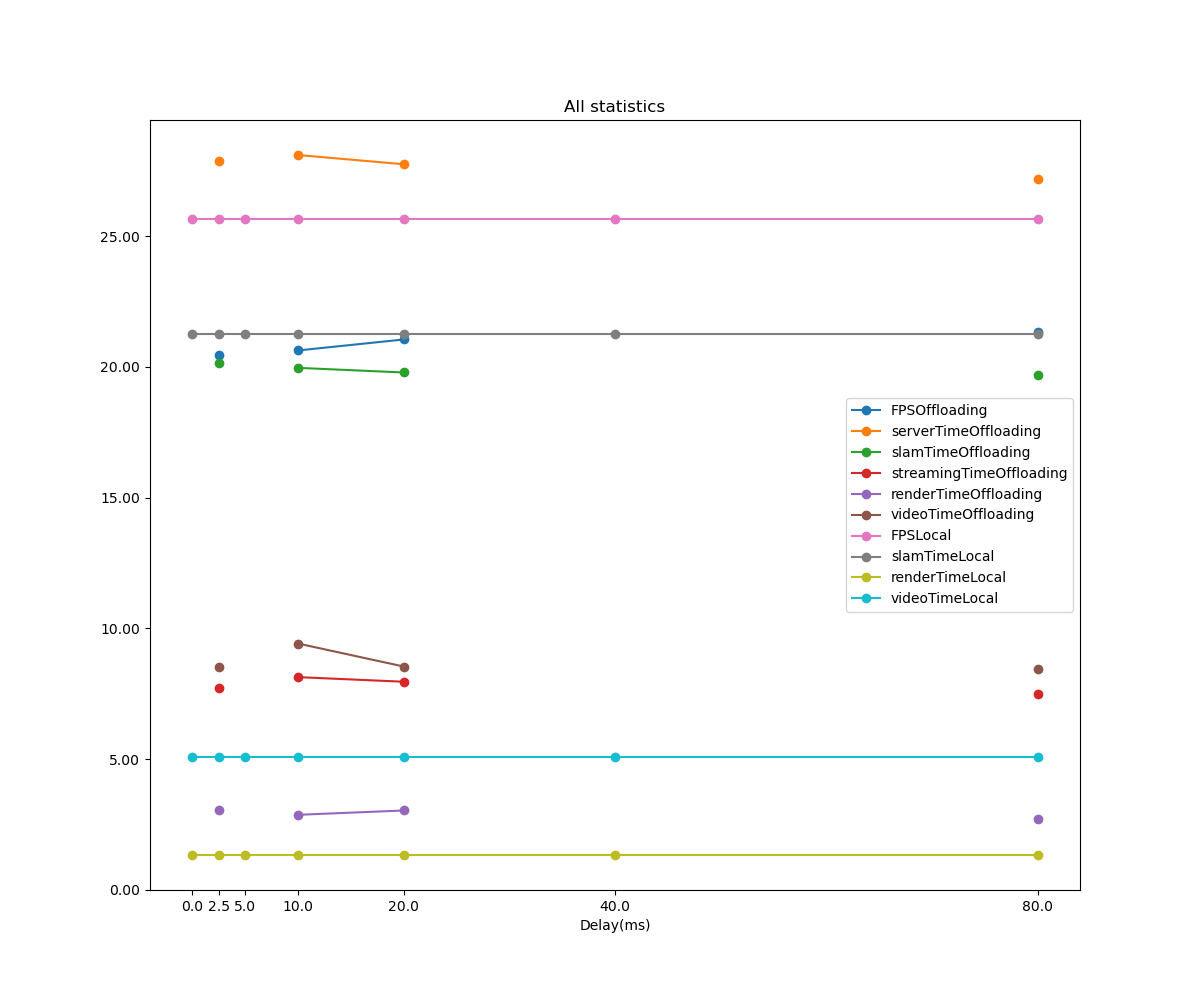 All statistics
25.00
20.00
15.00
10.00
5.00
0.00
0.0 2.5 5.0 10.0 20.0 40.0 80.0
Delay(ms)
FPSOffloading
serverTimeOffloading
slamTimeOffloading
streamingTimeOffloading
renderTimeOffloading
videoTimeOffloading
FPSLocal
slamTimeLocal
renderTimeLocal
videoTimeLocal